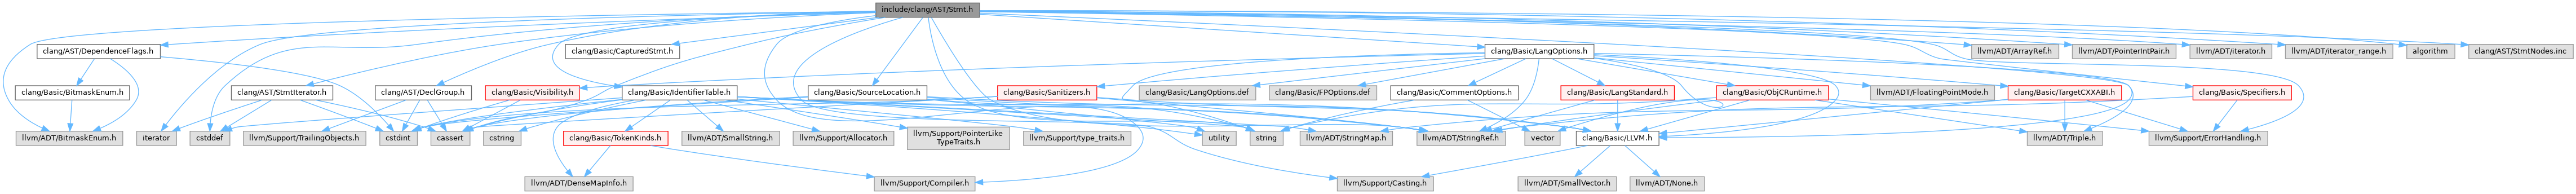 include/clang/AST/Stmt.h
clang/AST/DependenceFlags.h
clang/Basic/CapturedStmt.h
clang/Basic/LangOptions.h
llvm/ADT/ArrayRef.h
llvm/ADT/PointerIntPair.h
llvm/ADT/iterator.h
llvm/ADT/iterator_range.h
algorithm
clang/AST/StmtNodes.inc
clang/Basic/BitmaskEnum.h
clang/AST/StmtIterator.h
clang/AST/DeclGroup.h
clang/Basic/Visibility.h
clang/Basic/IdentifierTable.h
clang/Basic/SourceLocation.h
clang/Basic/Sanitizers.h
clang/Basic/LangOptions.def
clang/Basic/FPOptions.def
clang/Basic/CommentOptions.h
clang/Basic/LangStandard.h
clang/Basic/ObjCRuntime.h
llvm/ADT/FloatingPointMode.h
clang/Basic/TargetCXXABI.h
clang/Basic/Specifiers.h
llvm/ADT/BitmaskEnum.h
iterator
cstddef
llvm/Support/TrailingObjects.h
cstdint
cassert
cstring
clang/Basic/TokenKinds.h
llvm/ADT/SmallString.h
llvm/Support/Allocator.h
llvm/Support/PointerLike
TypeTraits.h
llvm/Support/type_traits.h
utility
string
llvm/ADT/StringMap.h
llvm/ADT/StringRef.h
vector
clang/Basic/LLVM.h
llvm/ADT/Triple.h
llvm/Support/ErrorHandling.h
llvm/ADT/DenseMapInfo.h
llvm/Support/Compiler.h
llvm/Support/Casting.h
llvm/ADT/SmallVector.h
llvm/ADT/None.h